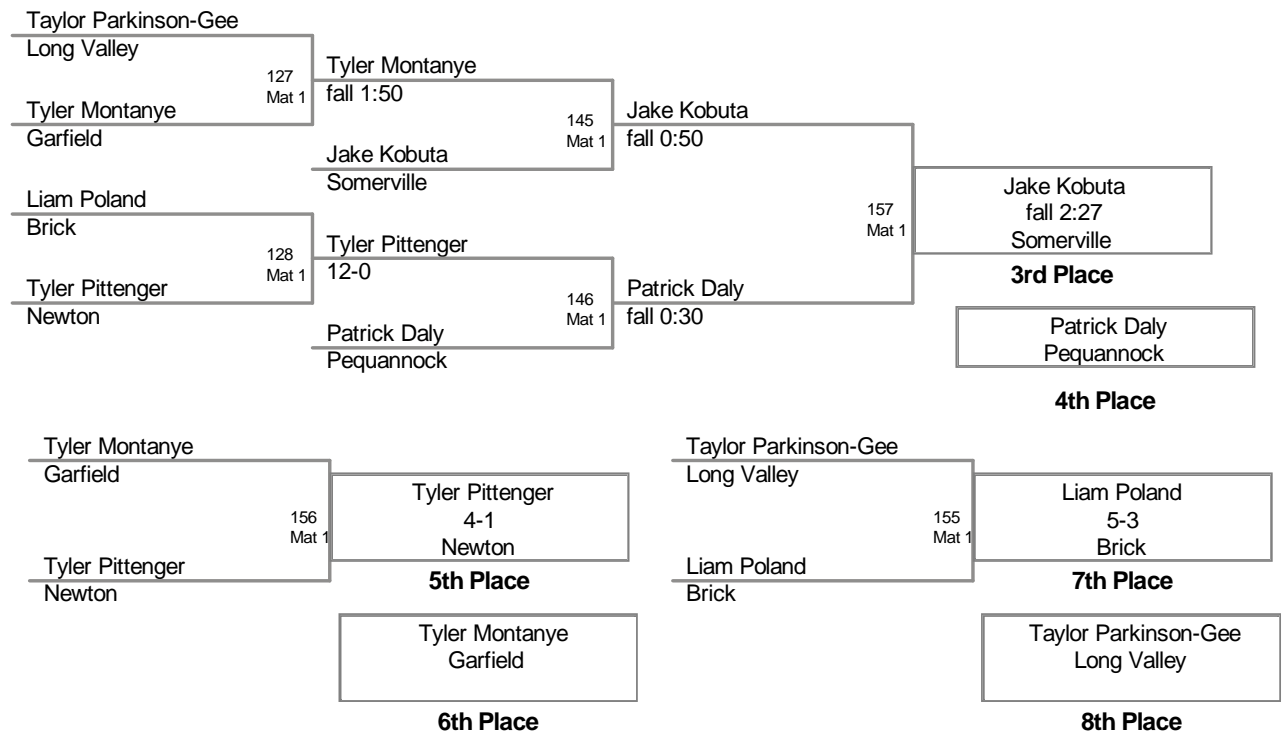 Taylor Parkinson-Gee
Long Valley
127
Mat 1
Tyler Montanye
Garfield
Tyler Montanye
fall 1:50
145
Mat 1
Jake Kobuta
Somerville
Jake Kobuta
fall 0:50
Liam Poland
Brick
128
Mat 1
Tyler Pittenger
Newton
Tyler Pittenger
12-0
146
Mat 1
Patrick Daly
Pequannock
Patrick Daly
fall 0:30
157
Mat 1
Jake Kobuta
fall 2:27
Somerville
3rd Place
Patrick Daly
Pequannock
4th Place
Tyler Montanye
Garfield
156
Mat 1
Tyler Pittenger
Newton
Tyler Pittenger
4-1
Newton
5th Place
Tyler Montanye
Garfield
6th Place
Taylor Parkinson-Gee
Long Valley
155
Mat 1
Liam Poland
Brick
Liam Poland
5-3
Brick
7th Place
Taylor Parkinson-Gee
Long Valley
8th Place